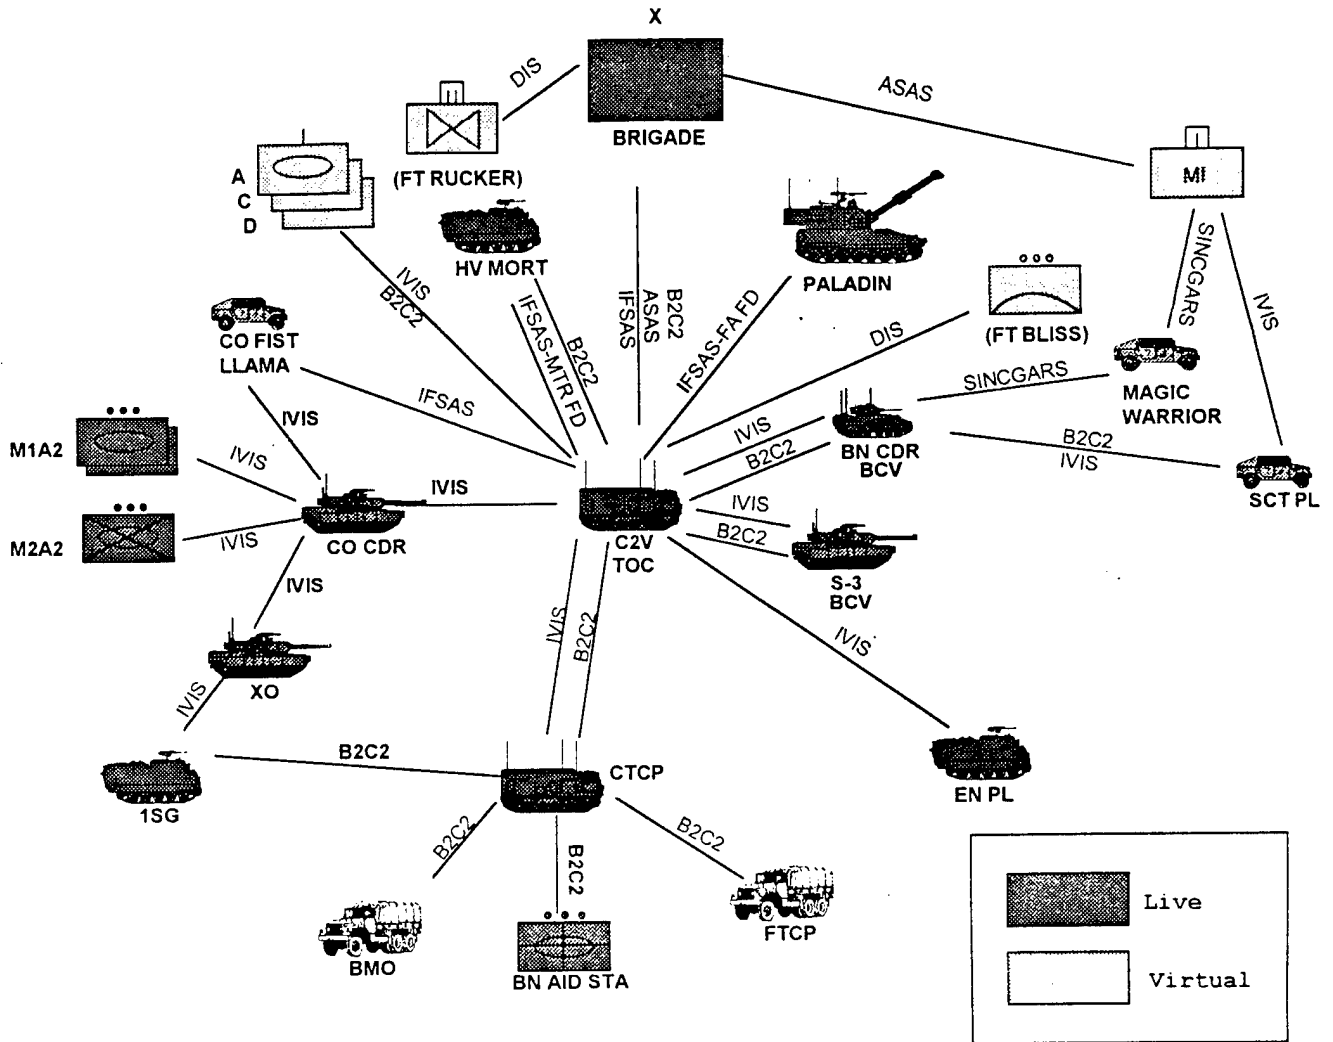 X
BRIGADE
DIS
ASAS
(FT RUCKER)
A
C
D
MI
HV MORT
PALADIN
(FT BLISS)
IVIS
B2C2
IFSAS-MTR FD
B2C2
IFSAS
ASAS
B2C2
IFSAS-FA FD
DIS
SINCGARS
IVIS
CO FIST
LLAMA
IFSAS
IVIS
MAGIC
WARRIOR
SINCGARS
M1A2
IVIS
IVIS
IVIS
B2C2
BN CDR
BCV
B2C2
IVIS
SCT PL
M2A2
IVIS
CO CDR
C2V
TOC
IVIS
B2C2
S-3
BCV
IVIS
XO
IVIS
IVIS
B2C2
IVIS
1SG
B2C2
CTCP
EN PL
B2C2
B2C2
B2C2
BMO
BN AID STA
FTCP
Live
Virtual